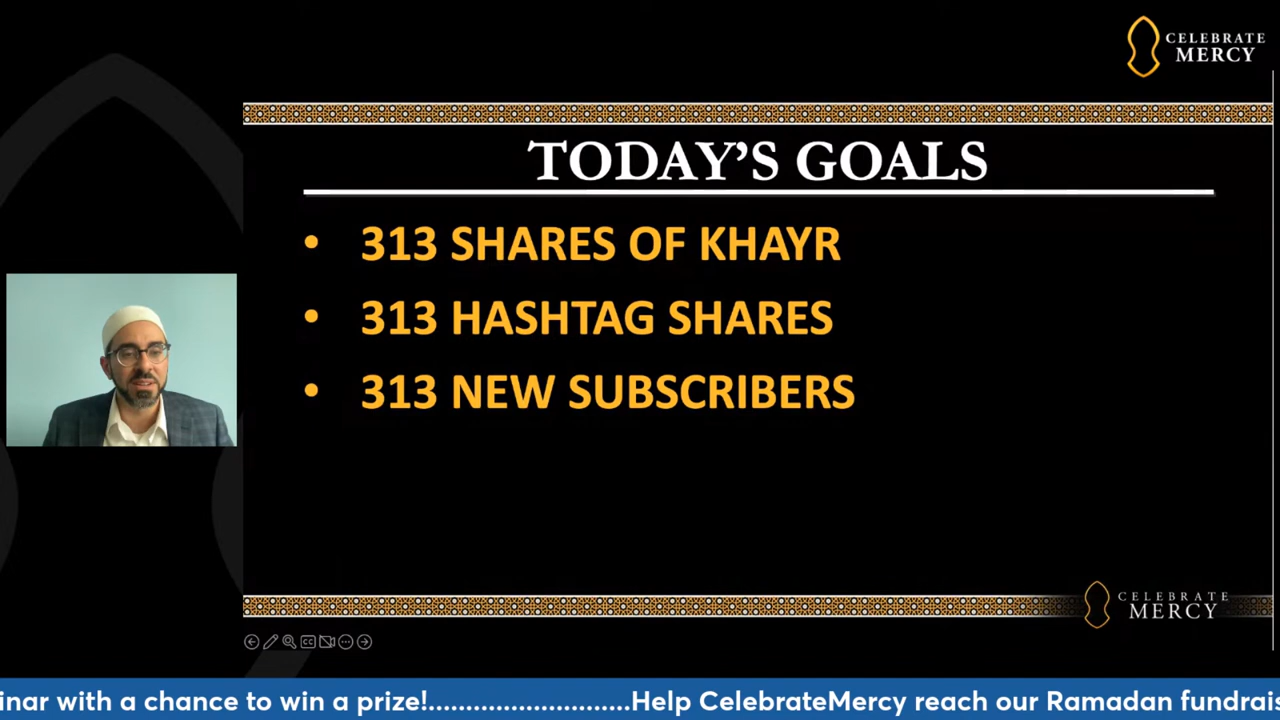 CELEBRATE
MERCY
TODAY'S GOALS
• 313 SHARES OF KHAYR
• 313 HASHTAG SHARES
• 313 NEW SUBSCRIBERS
CELEBRATE
MERCY
CC
inar with a chance to win a prize!..........................Help CelebrateMercy reach our Ramadan fundrais